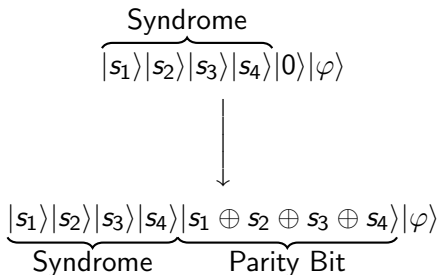 Syndrome
|s₁⟩|s₂⟩|s₃⟩|s₄⟩|0⟩|φ⟩
|s₁⟩|s₂⟩|s₃⟩|s₄⟩|s₁ ⊕ s₂ ⊕ s₃ ⊕ s₄⟩|φ⟩
Syndrome Parity Bit